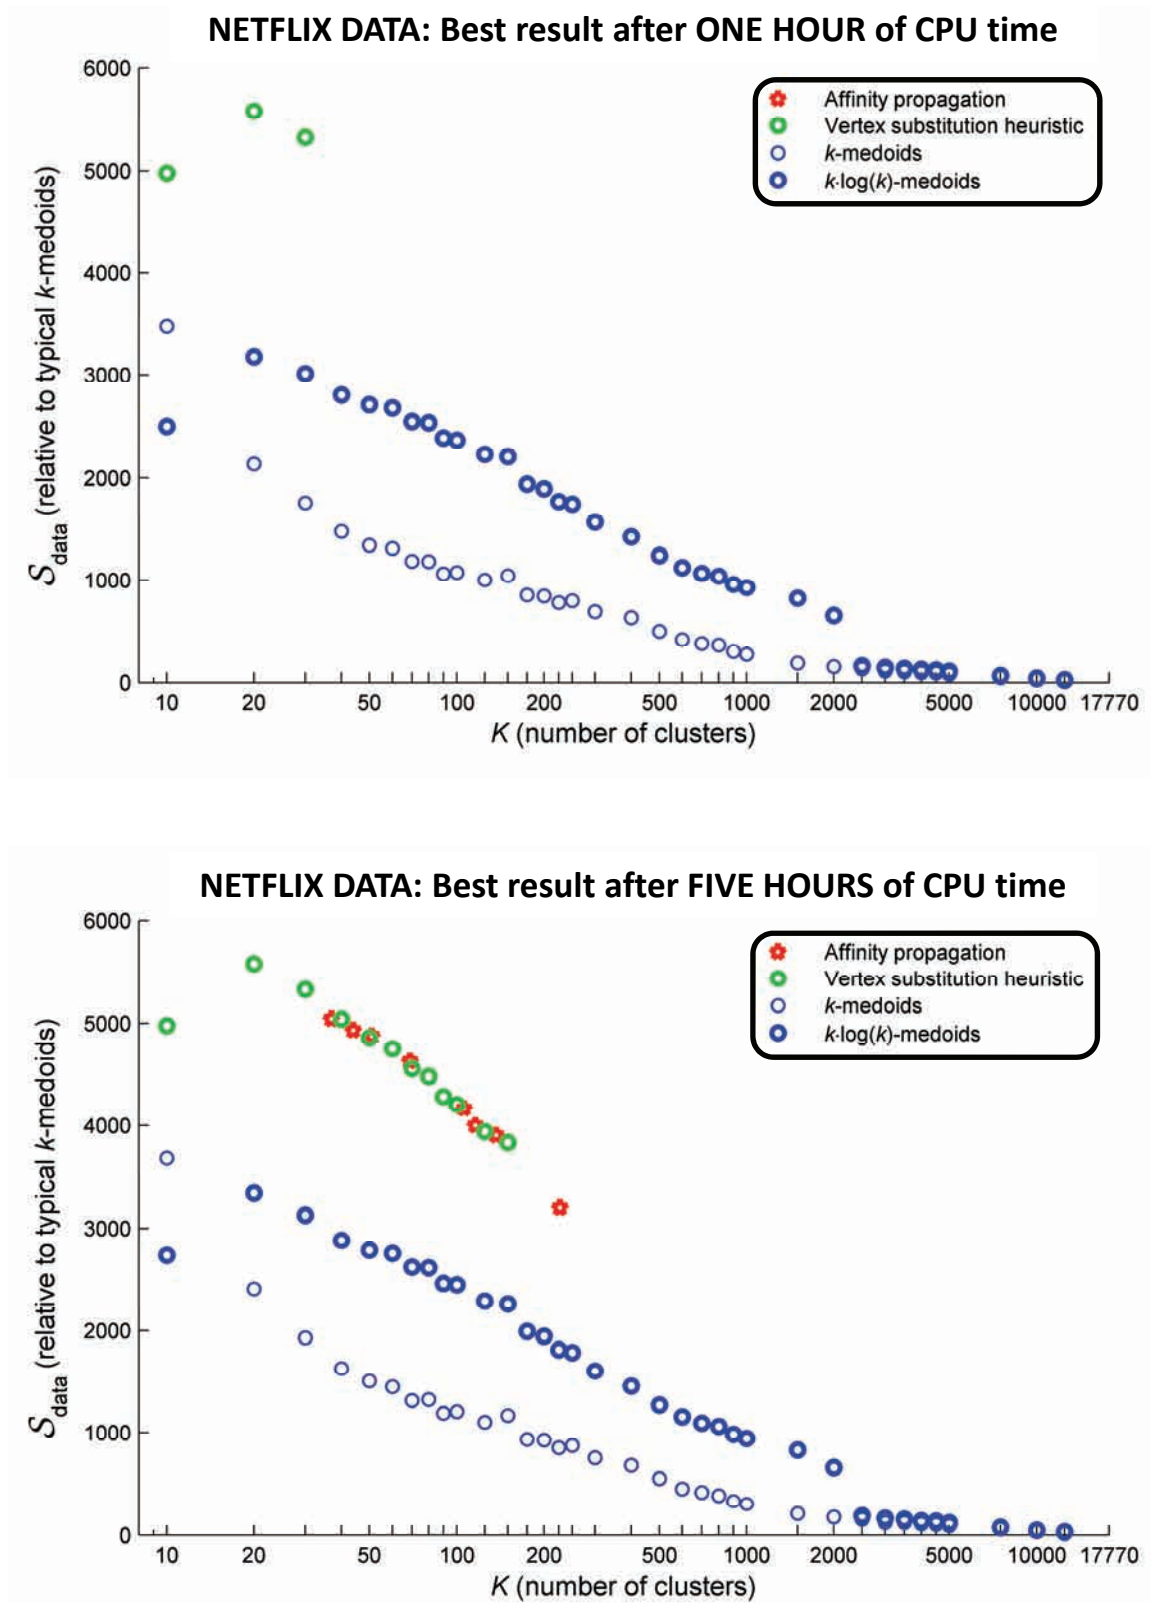 NETFLIX DATA: Best result after ONE HOUR of CPU time
6000
5000
4000
3000
2000
1000
0
𝒮data (relative to typical k-medoids)
Affinity propagation
Vertex substitution heuristic
k-medoids
k·log(k)-medoids
10 20 50 100 200 500 1000 2000 5000 10000 17770
K (number of clusters)
NETFLIX DATA: Best result after FIVE HOURS of CPU time
6000
5000
4000
3000
2000
1000
0
𝒮data (relative to typical k-medoids)
Affinity propagation
Vertex substitution heuristic
k-medoids
k·log(k)-medoids
10 20 50 100 200 500 1000 2000 5000 10000 17770
K (number of clusters)